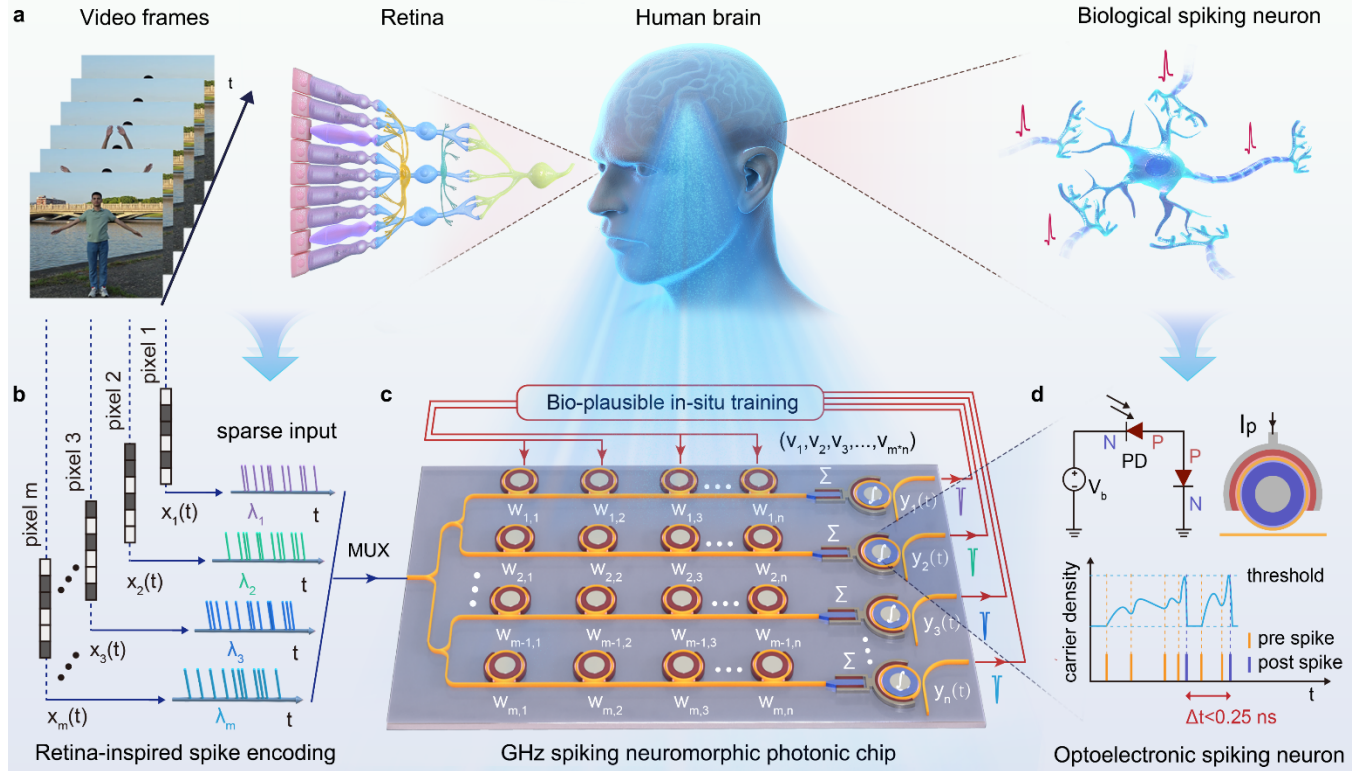 a
Video frames
Retina
Human brain
Biological spiking neuron
t
b
pixel m
pixel 3
pixel 2
pixel 1
sparse input
x₁(t)
λ₁
t
x₂(t)
λ₂
t
x₃(t)
λ₃
t
xₘ(t)
λₘ
t
MUX
Retina-inspired spike encoding
c
Bio-plausible in-situ training
(v₁,v₂,v₃,...,vₘ*ₙ)
W₁,₁ W₁,₂ W₁,₃ W₁,ₙ
Σ
y₁(t)
W₂,₁ W₂,₂ W₂,₃ W₂,ₙ
Σ
y₂(t)
Wₘ₋₁,₁ Wₘ₋₁,₂ Wₘ₋₁,₃ Wₘ₋₁,ₙ
Σ
y₃(t)
Wₘ,₁ Wₘ,₂ Wₘ,₃ Wₘ,ₙ
Σ
yₙ(t)
GHz spiking neuromorphic photonic chip
d
N P
PD
P
N
V_b
Iₚ
threshold
carrier density
pre spike
post spike
t
Δt<0.25 ns
Optoelectronic spiking neuron